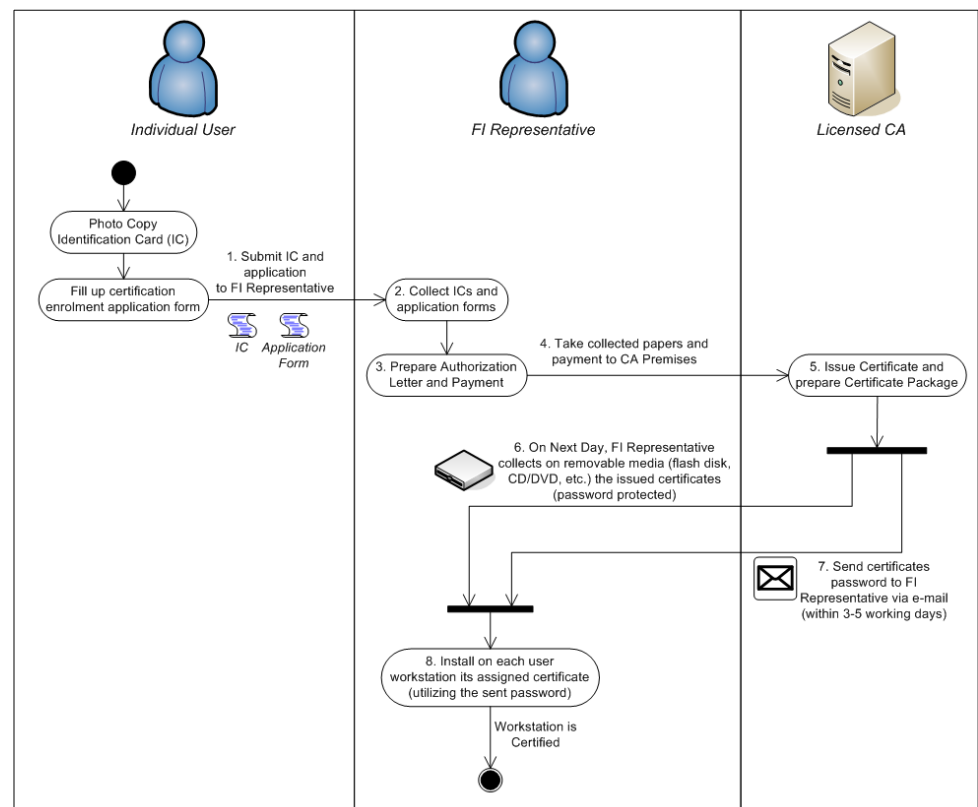 Individual User
FI Representative
Licensed CA
Photo Copy
Identification Card (IC)
Fill up certification
enrolment application form
1. Submit IC and
application
to FI Representative
IC
Application
Form
2. Collect ICs and
application forms
3. Prepare Authorization
Letter and Payment
4. Take collected papers and
payment to CA Premises
5. Issue Certificate and
prepare Certificate Package
6. On Next Day, FI Representative
collects on removable media (flash disk,
CD/DVD, etc.) the issued certificates
(password protected)
7. Send certificates
password to FI
Representative via e-mail
(within 3-5 working days)
8. Install on each user
workstation its assigned certificate
(utilizing the sent password)
Workstation is
Certified